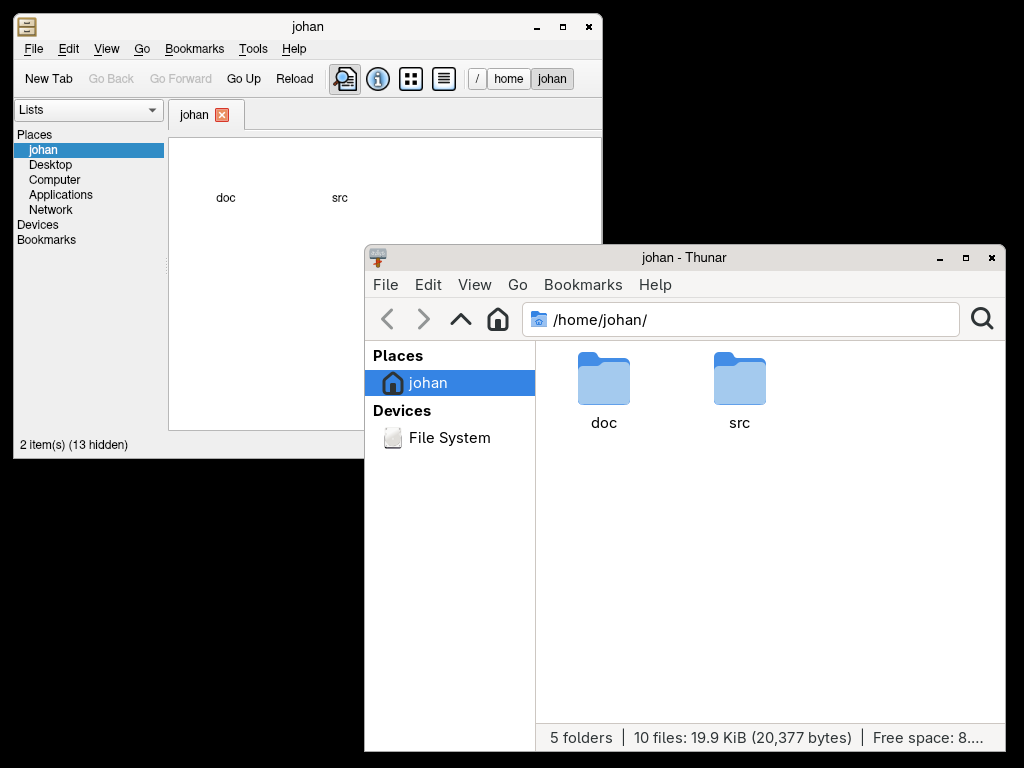 johan
File Edit View Go Bookmarks Tools Help
New Tab Go Back Go Forward Go Up Reload / home johan
Lists
johan
Places
johan
Desktop
Computer
Applications
Network
Devices
Bookmarks
doc src
2 item(s) (13 hidden)
johan - Thunar
File Edit View Go Bookmarks Help
/home/johan/
Places
johan
Devices
File System
doc src
5 folders | 10 files: 19.9 KiB (20,377 bytes) | Free space: 8....